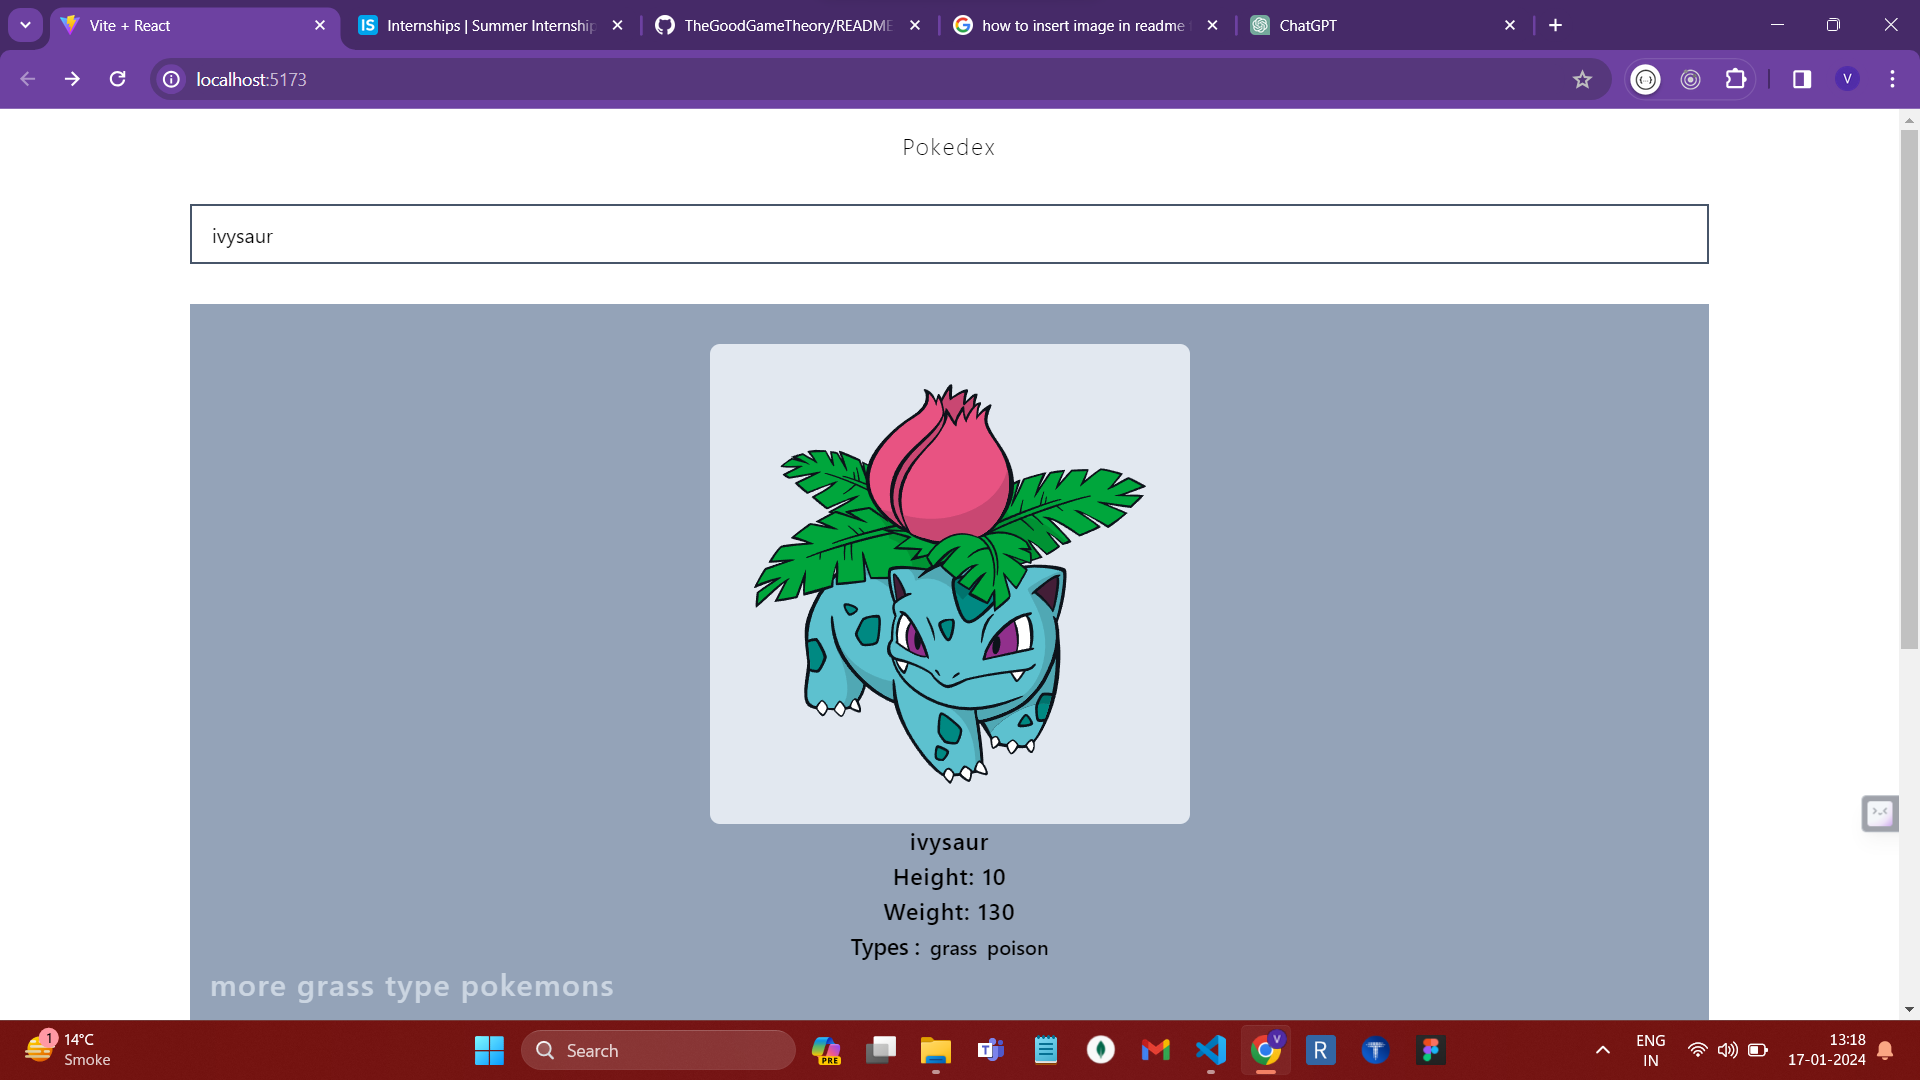 Vite + React
Internships | Summer Internship
TheGoodGameTheory/README
how to insert image in readme
ChatGPT
localhost:5173
V
Pokedex
ivysaur
ivysaur
Height: 10
Weight: 130
Types : grass poison
more grass type pokemons
1
14°C
Smoke
Search
PRE
V
R
ENG
IN
13:18
17-01-2024